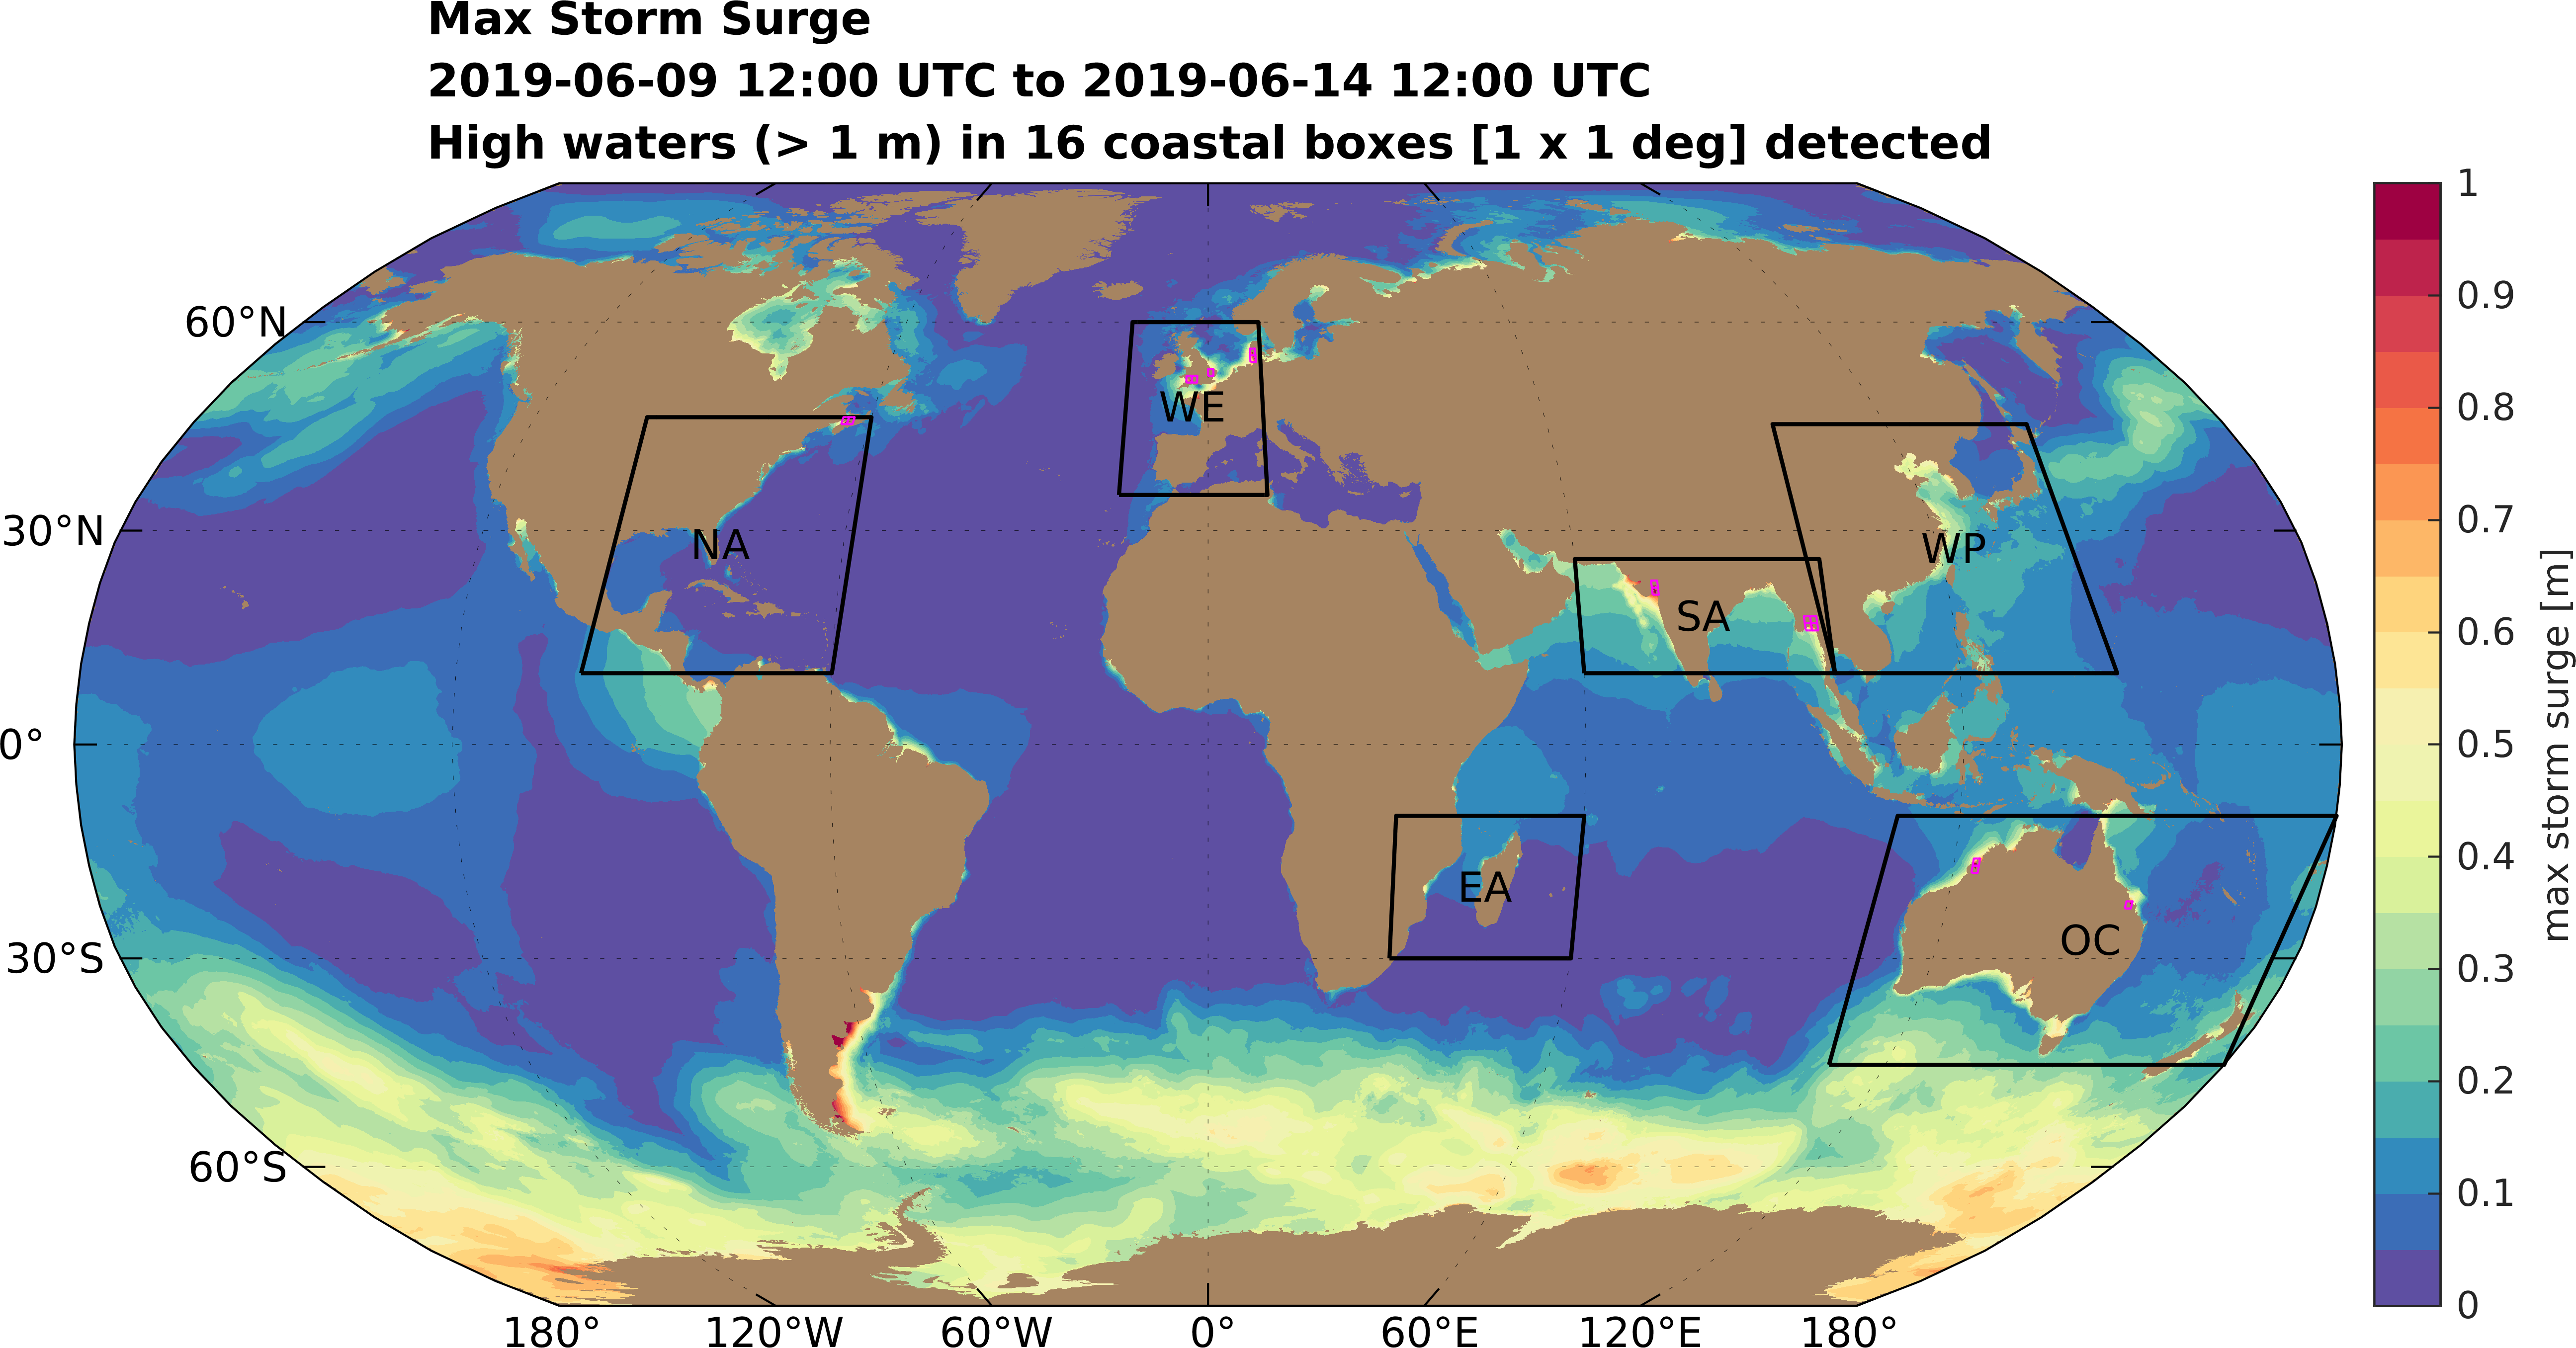 Max Storm Surge
2019-06-09 12:00 UTC to 2019-06-14 12:00 UTC
High waters (> 1 m) in 16 coastal boxes [1 x 1 deg] detected
60°N
30°N
0°
30°S
60°S
WE
NA
WP
SA
EA
OC
180°
120°W
60°W
0°
60°E
120°E
180°
1
0.9
0.8
0.7
0.6
0.5
0.4
0.3
0.2
0.1
0
max storm surge [m]